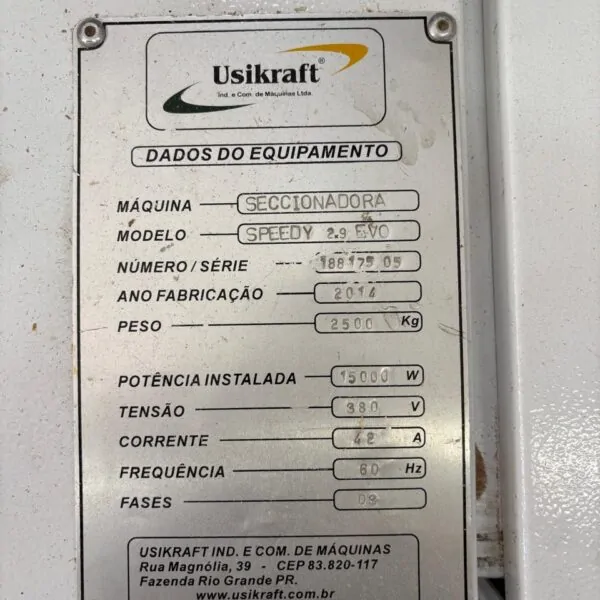 Usikraft®
Ind. e Com. de Máquinas Ltda
DADOS DO EQUIPAMENTO
MÁQUINA SECCIONADORA
MODELO SPEEDY 2.9 EVO
NÚMERO / SÉRIE 188175 05
ANO FABRICAÇÃO 2014
PESO 2500 Kg
POTÊNCIA INSTALADA 15000 W
TENSÃO 380 V
CORRENTE 42 A
FREQUÊNCIA 60 Hz
FASES 03
USIKRAFT IND. E COM. DE MÁQUINAS
Rua Magnólia, 39 - CEP 83.820-117
Fazenda Rio Grande PR.
www.usikraft.com.br